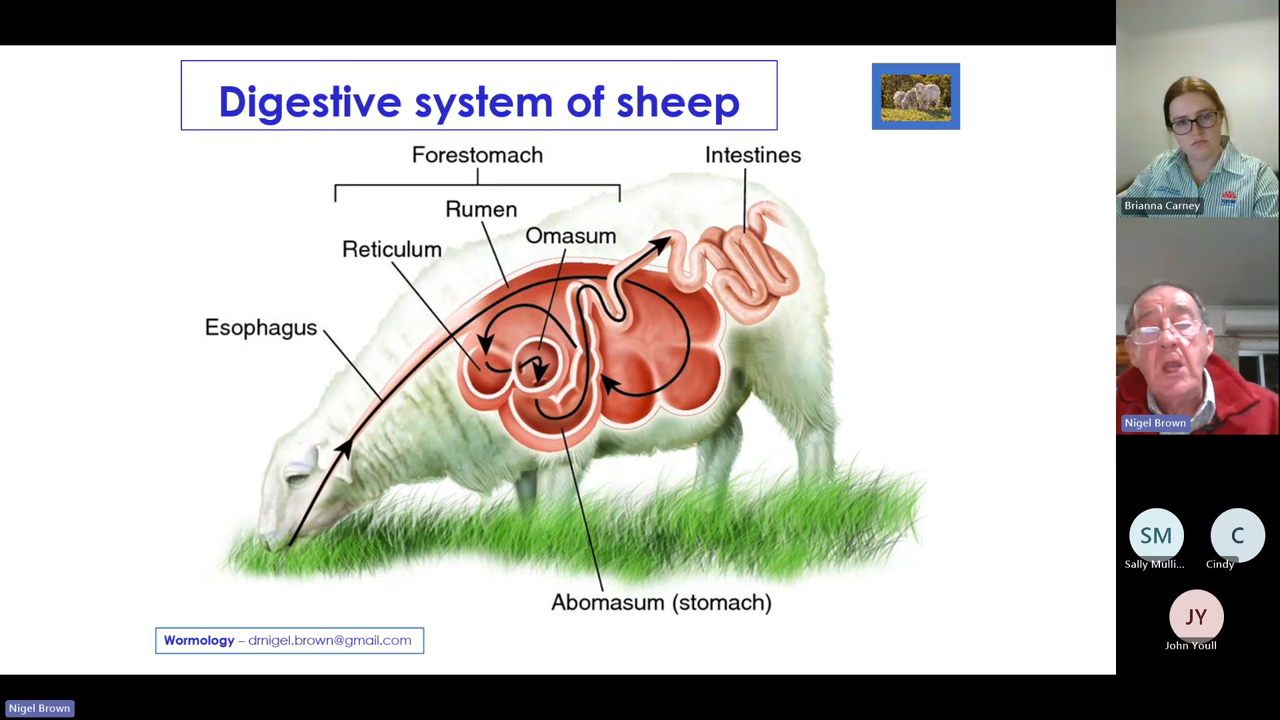 Digestive system of sheep
Forestomach
Intestines
Rumen
Omasum
Reticulum
Esophagus
Abomasum (stomach)
Wormology – drnigel.brown@gmail.com
Nigel Brown
Brianna Carney
Nigel Brown
SM
C
Sally Mulli...
Cindy
JY
John Youll